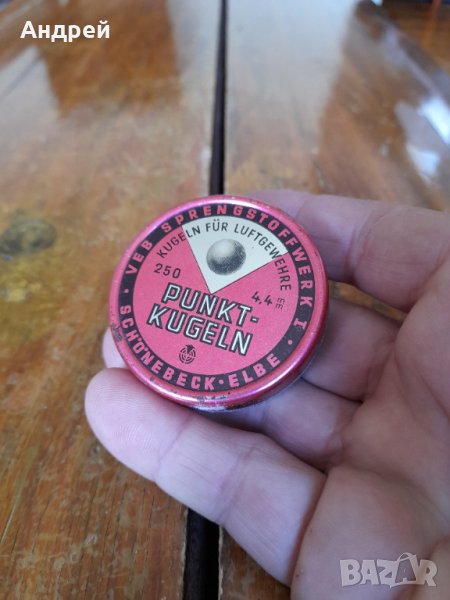 Андрей
VEB SPRENGSTOFFWERK I
SCHÖNEBECK·ELBE
KUGELN FÜR LUFTGEWEHRE
250
4,4
PUNKT-
KUGELN
BAZAR